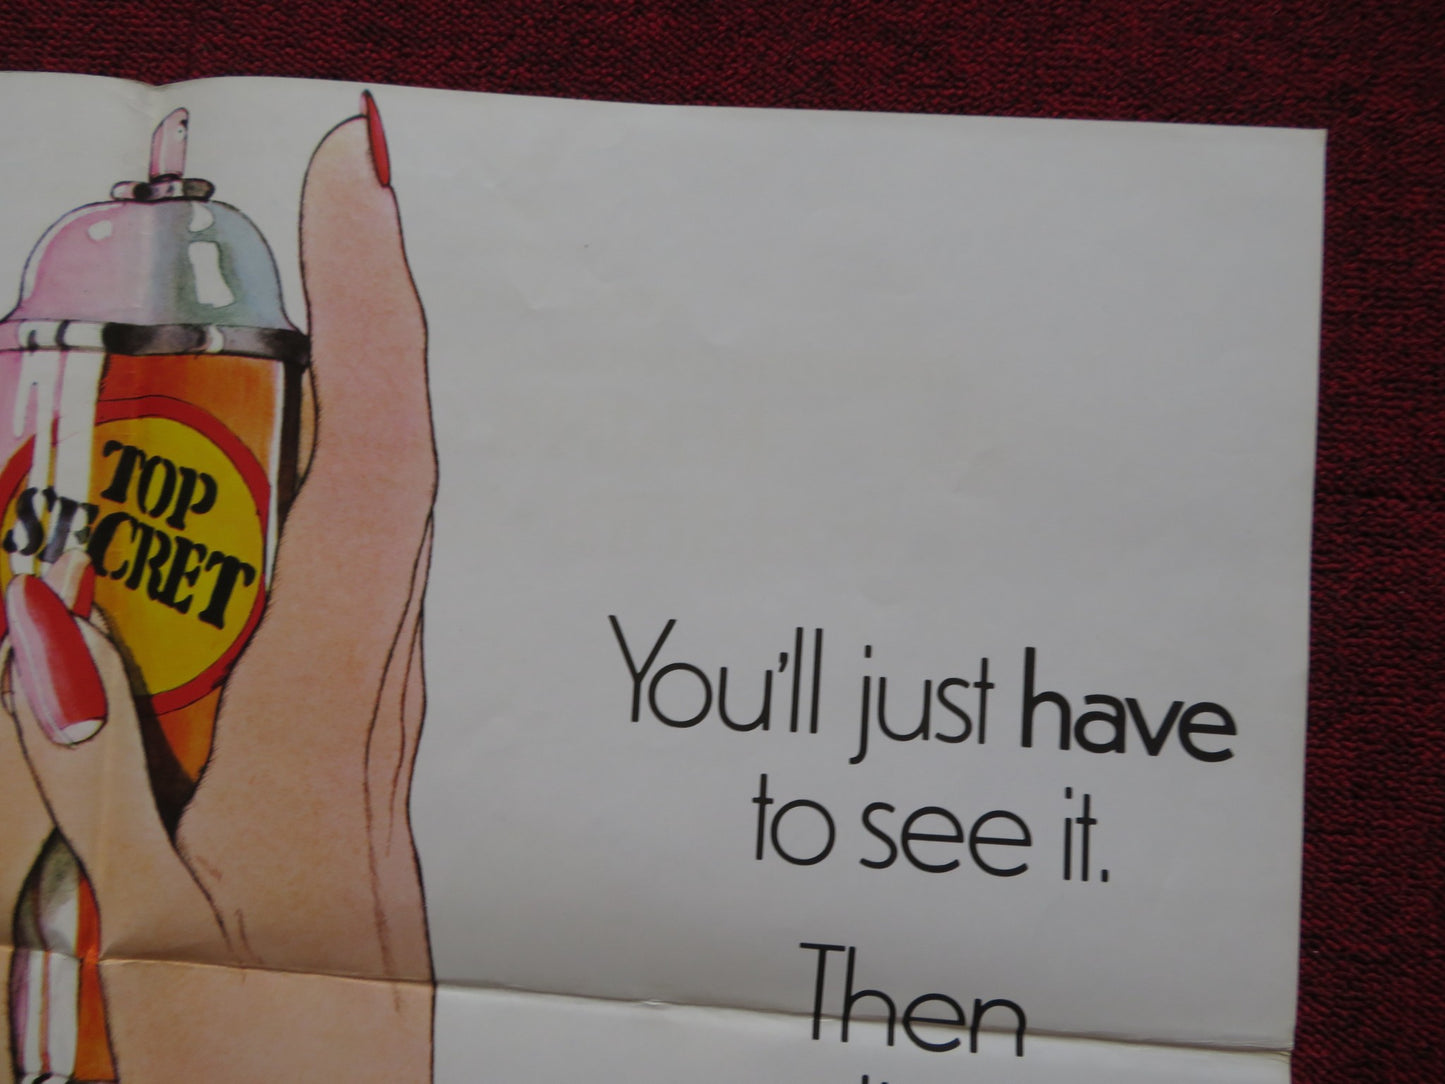 TOP
SECRET
You'll just have
to see it.
Then